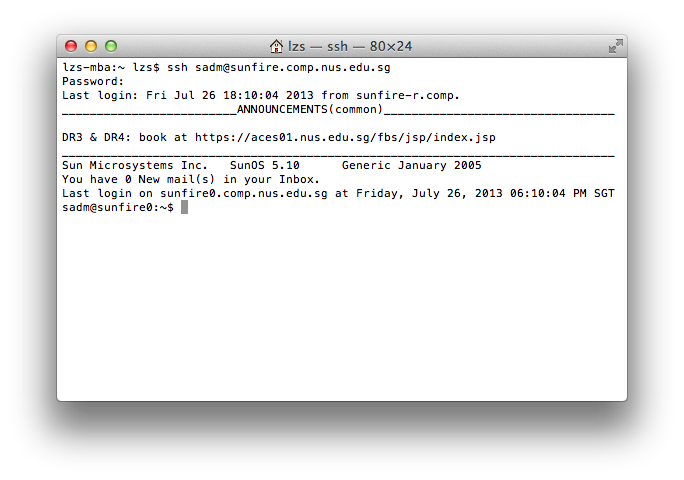 lzs — ssh — 80×24
lzs-mba:~ lzs$ ssh sadm@sunfire.comp.nus.edu.sg
Password:
Last login: Fri Jul 26 18:10:04 2013 from sunfire-r.comp.
_________________________ANNOUNCEMENTS(common)_________________________________
DR3 & DR4: book at https://aces01.nus.edu.sg/fbs/jsp/index.jsp
_______________________________________________________________________________
Sun Microsystems Inc.   SunOS 5.10      Generic January 2005
You have 0 New mail(s) in your Inbox.
Last login on sunfire0.comp.nus.edu.sg at Friday, July 26, 2013 06:10:04 PM SGT
sadm@sunfire0:~$